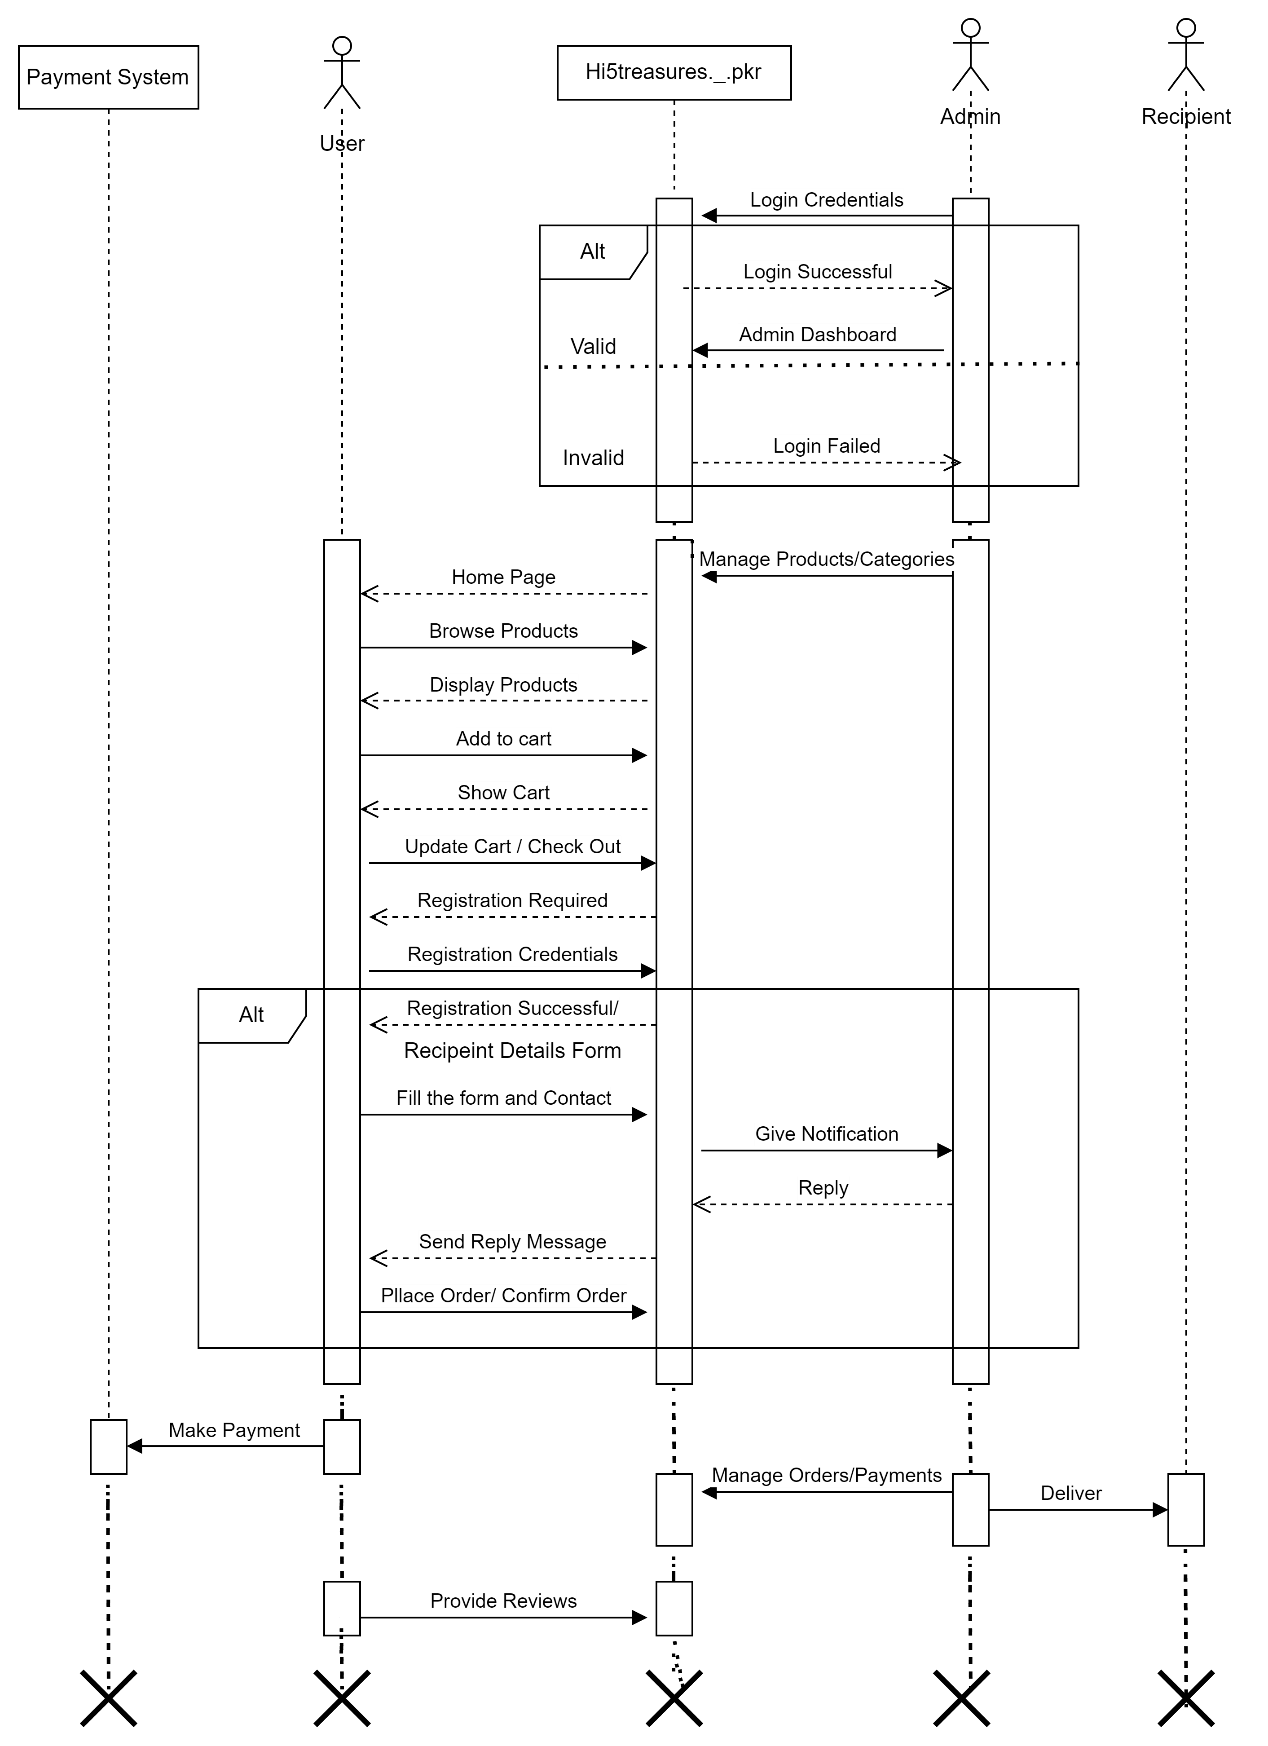 Payment System
User
Hi5treasures._.pkr
Admin
Recipient
Login Credentials
Alt
Login Successful
Admin Dashboard
Valid
Login Failed
Invalid
Manage Products/Categories
Home Page
Browse Products
Display Products
Add to cart
Show Cart
Update Cart / Check Out
Registration Required
Registration Credentials
Alt
Registration Successful/
Recipeint Details Form
Fill the form and Contact
Give Notification
Reply
Send Reply Message
Pllace Order/ Confirm Order
Make Payment
Manage Orders/Payments
Deliver
Provide Reviews